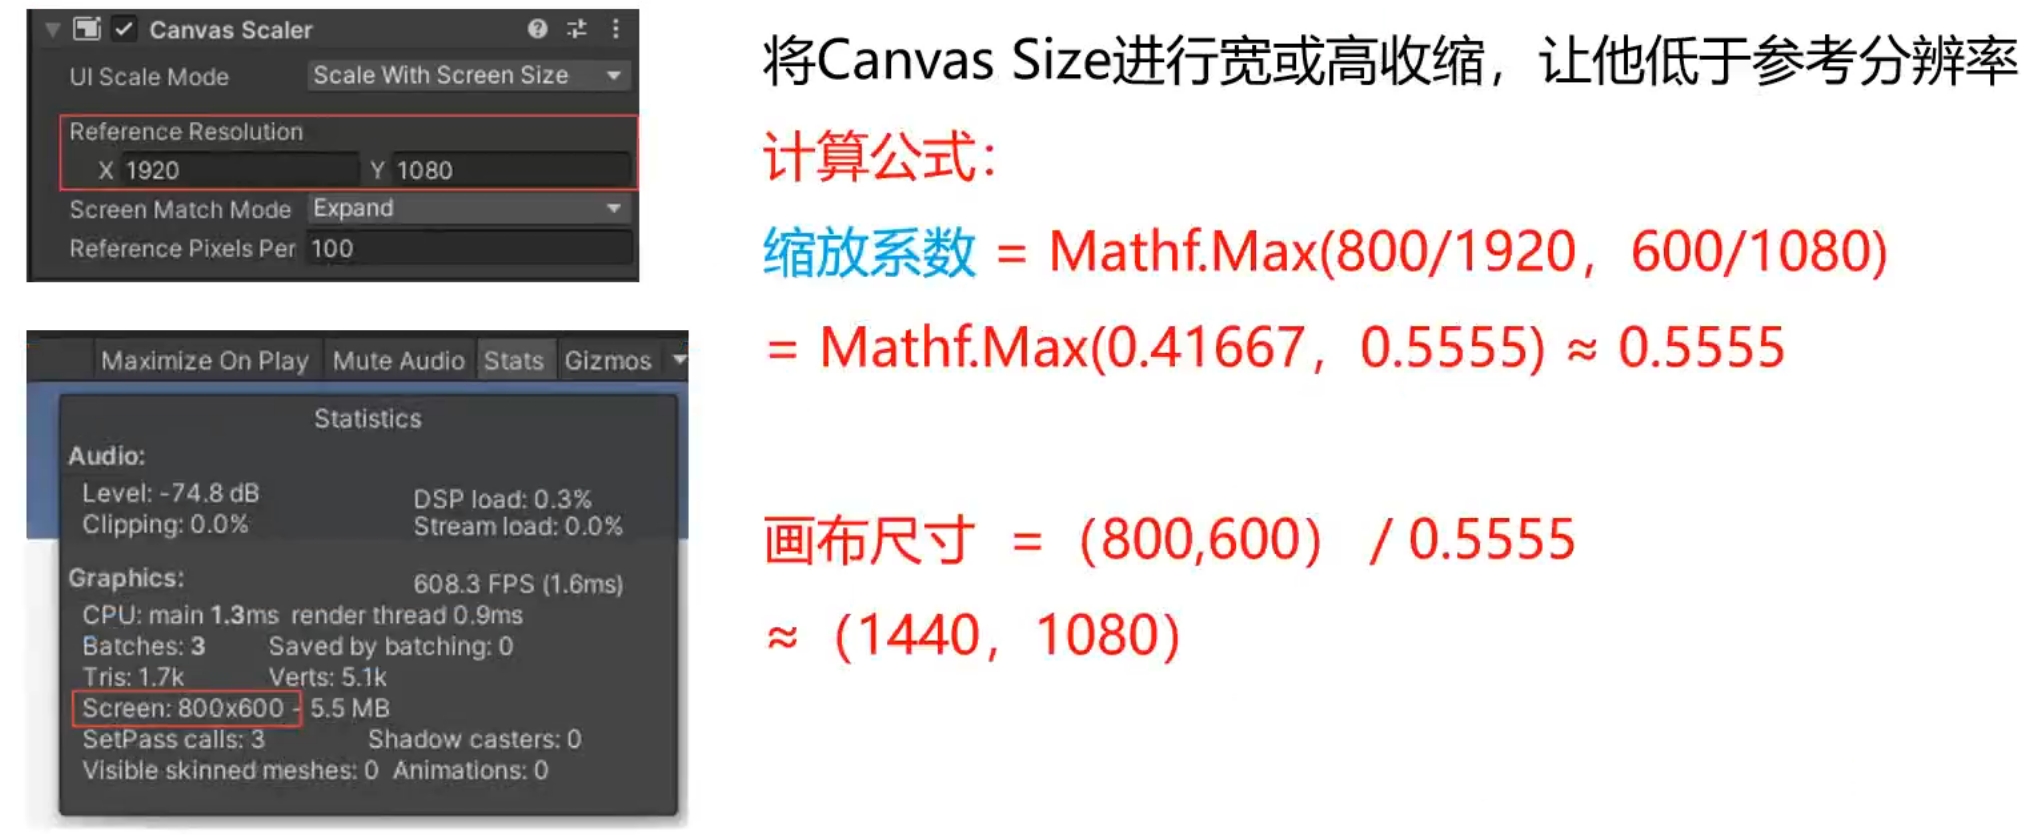 Canvas Scaler
UI Scale Mode Scale With Screen Size
Reference Resolution
X 1920 Y 1080
Screen Match Mode Expand
Reference Pixels Per 100
Maximize On Play Mute Audio Stats Gizmos
Statistics
Audio:
Level: -74.8 dB DSP load: 0.3%
Clipping: 0.0% Stream load: 0.0%
Graphics: 608.3 FPS (1.6ms)
CPU: main 1.3ms render thread 0.9ms
Batches: 3 Saved by batching: 0
Tris: 1.7k Verts: 5.1k
Screen: 800x600 - 5.5 MB
SetPass calls: 3 Shadow casters: 0
Visible skinned meshes: 0 Animations: 0
将Canvas Size进行宽或高收缩，让他低于参考分辨率
计算公式：
缩放系数 = Mathf.Max(800/1920，600/1080)
= Mathf.Max(0.41667，0.5555) ≈ 0.5555
画布尺寸 =（800,600） / 0.5555
≈（1440，1080）